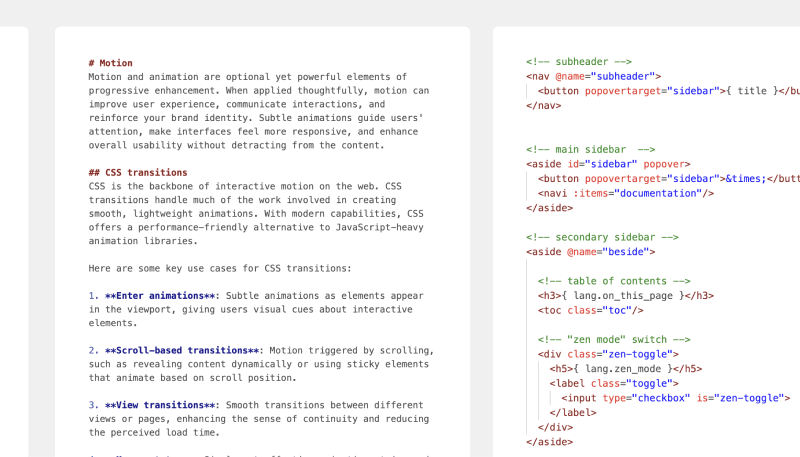 # Motion
Motion and animation are optional yet powerful elements of
progressive enhancement. When applied thoughtfully, motion can
improve user experience, communicate interactions, and
reinforce your brand identity. Subtle animations guide users'
attention, make interfaces feel more responsive, and enhance
overall usability without detracting from the content.
## CSS transitions
CSS is the backbone of interactive motion on the web. CSS
transitions handle much of the work involved in creating
smooth, lightweight animations. With modern capabilities, CSS
offers a performance-friendly alternative to JavaScript-heavy
animation libraries.
Here are some key use cases for CSS transitions:
1. **Enter animations**: Subtle animations as elements appear
in the viewport, giving users visual cues about interactive
elements.
2. **Scroll-based transitions**: Motion triggered by scrolling,
such as revealing content dynamically or using sticky elements
that animate based on scroll position.
3. **View transitions**: Smooth transitions between different
views or pages, enhancing the sense of continuity and reducing
the perceived load time.
<!-- subheader -->
<nav @name="subheader">
<button popovertarget="sidebar">{ title }</bu
</nav>
<!-- main sidebar  -->
<aside id="sidebar" popover>
<button popovertarget="sidebar">&times;</butt
<navi :items="documentation"/>
</aside>
<!-- secondary sidebar -->
<aside @name="beside">
<!-- table of contents -->
<h3>{ lang.on_this_page }</h3>
<toc class="toc"/>
<!-- "zen mode" switch -->
<div class="zen-toggle">
<h5>{ lang.zen_mode }</h5>
<label class="toggle">
<input type="checkbox" is="zen-toggle">
</label>
</div>
</aside>